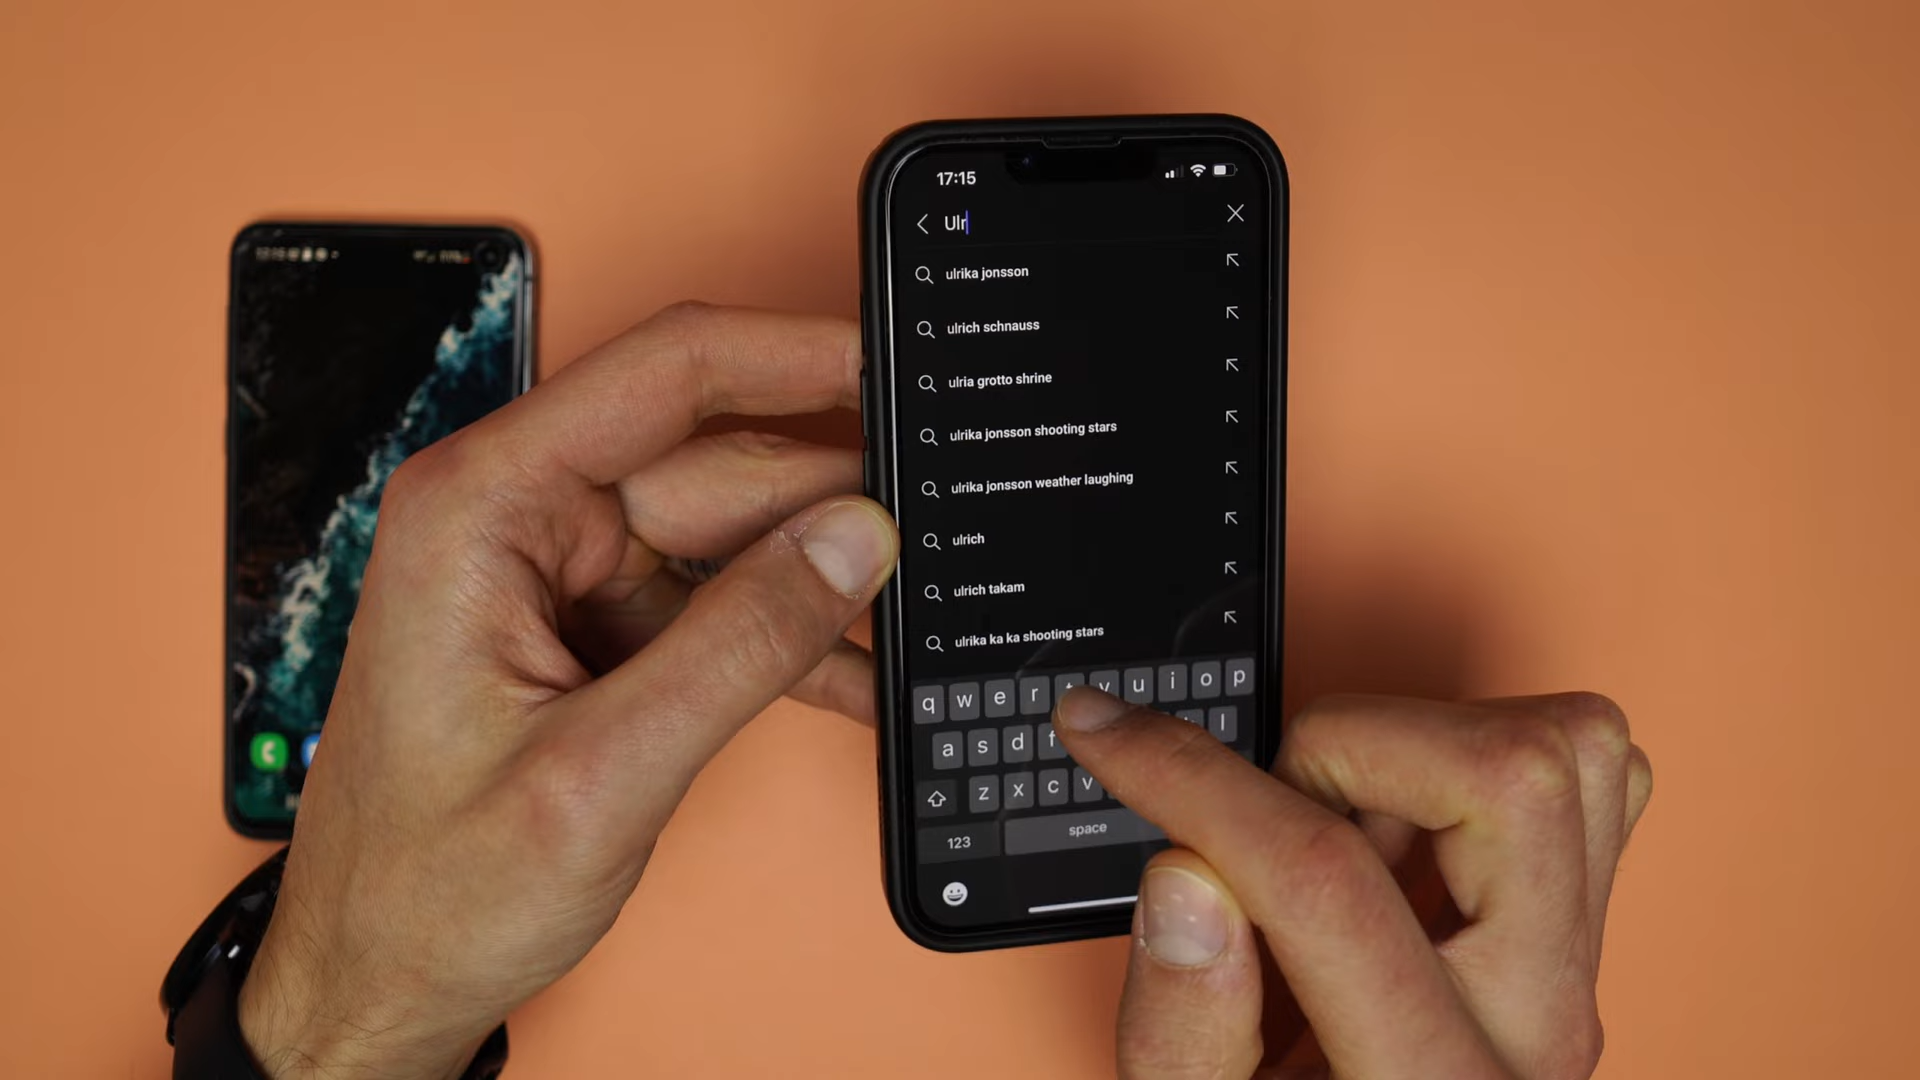 17:15
Ulr
ulrika jonsson
ulrich schnauss
ulria grotto shrine
ulrika jonsson shooting stars
ulrika jonsson weather laughing
ulrich
ulrich takam
ulrika ka ka shooting stars
q w e r t y u i o p
a s d f l
z x c v
123 space